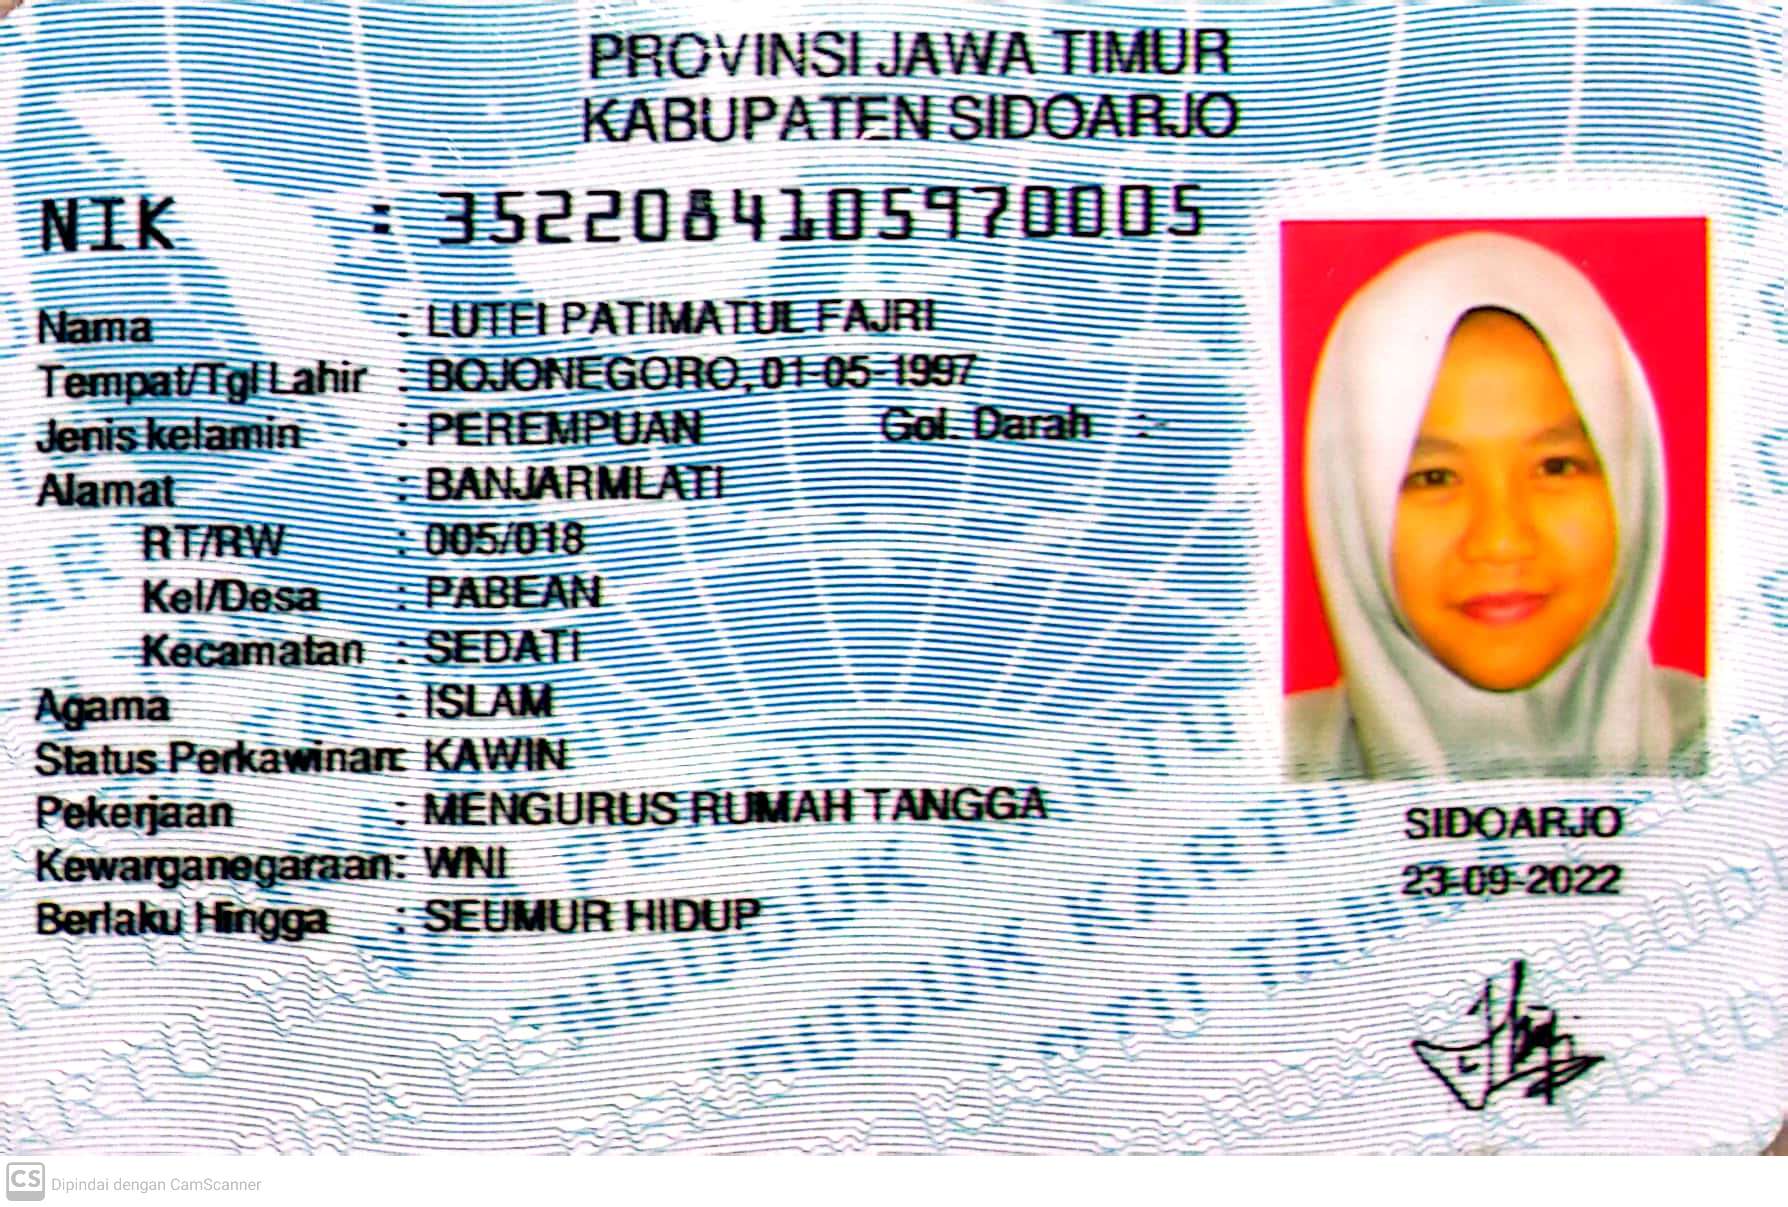 PROVINSI JAWA TIMUR
KABUPATEN SIDOARJO
NIK : 3522084105970005
Nama : LUTFI PATIMATUL FAJRI
Tempat/Tgl Lahir : BOJONEGORO, 01-05-1997
Jenis kelamin : PEREMPUAN Gol. Darah : -
Alamat : BANJARMLATI
RT/RW : 005/018
Kel/Desa : PABEAN
Kecamatan : SEDATI
Agama : ISLAM
Status Perkawinan: KAWIN
Pekerjaan : MENGURUS RUMAH TANGGA
Kewarganegaraan: WNI
Berlaku Hingga : SEUMUR HIDUP
SIDOARJO
23-09-2022
CS Dipindai dengan CamScanner